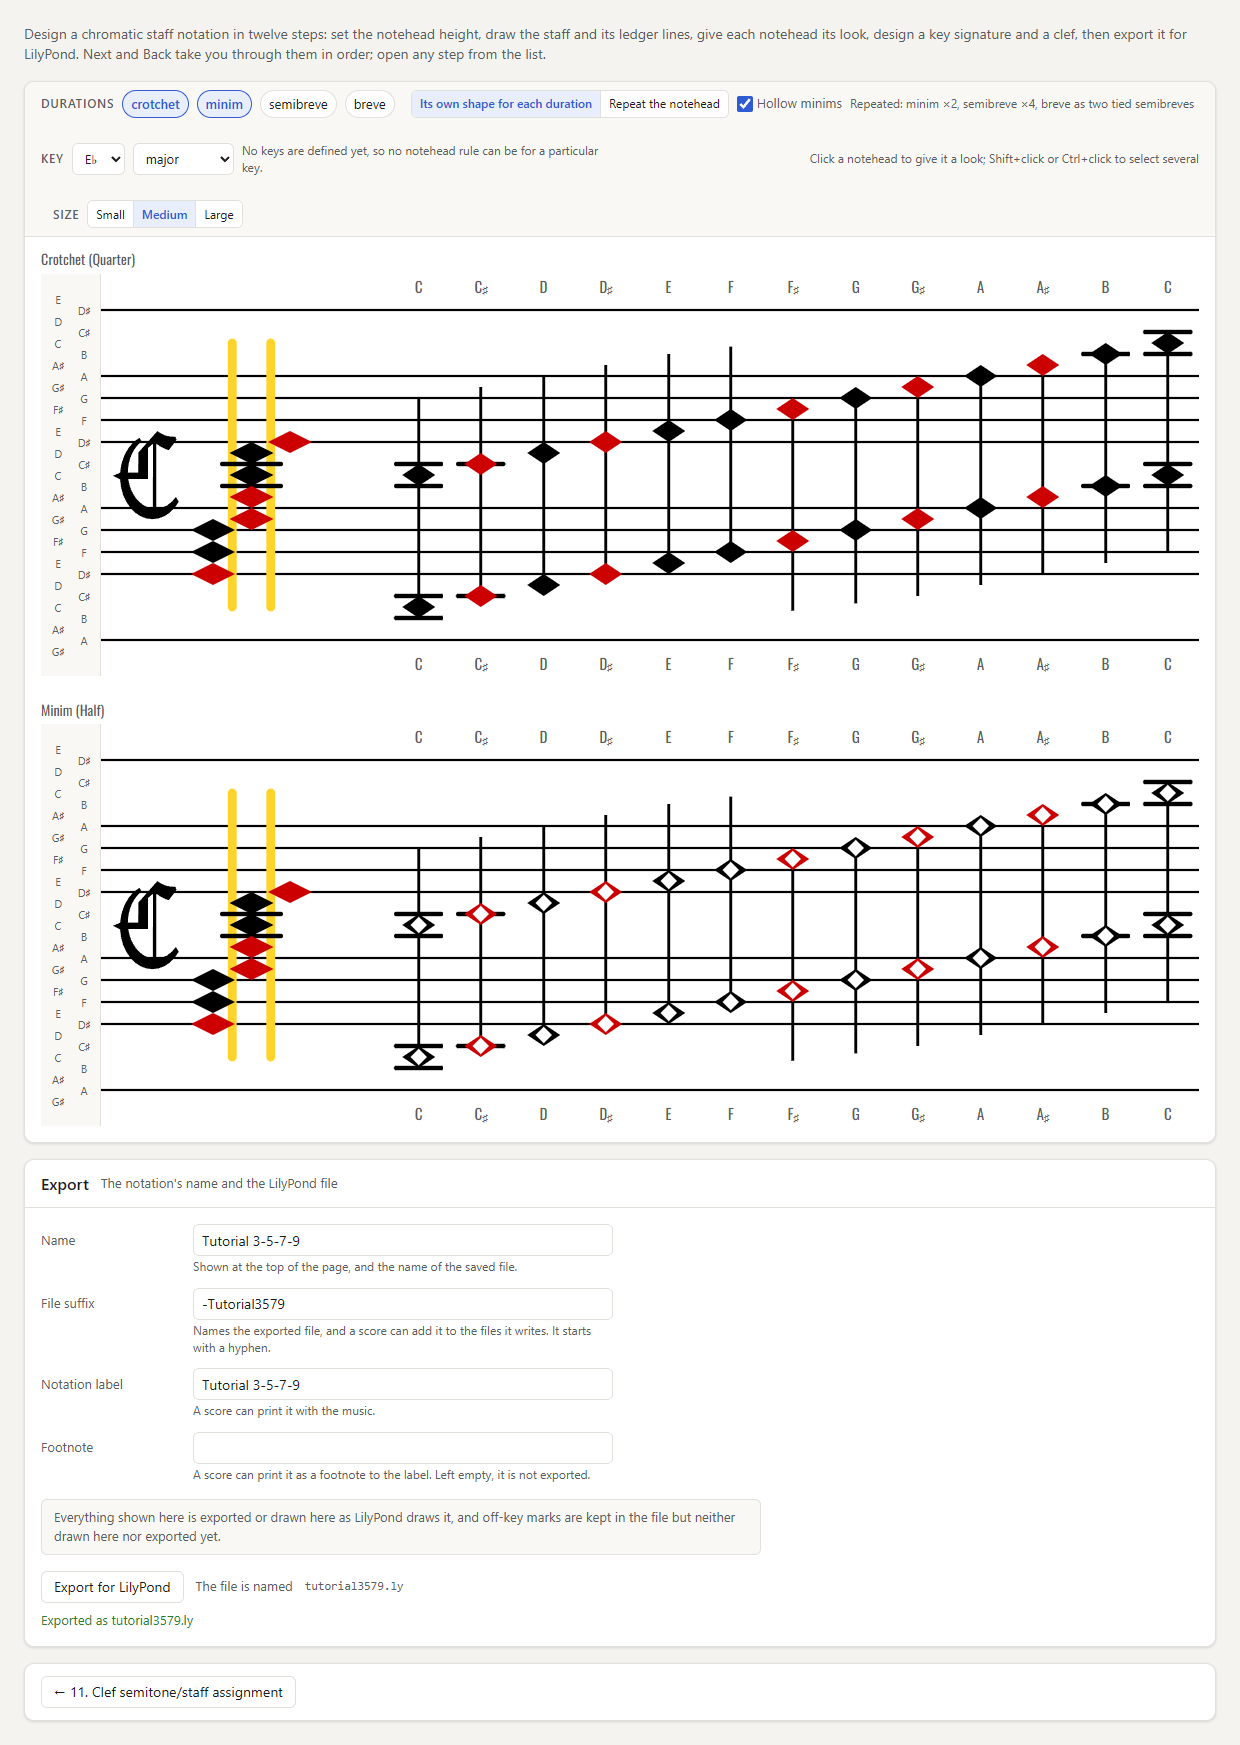 Design a chromatic staff notation in twelve steps: set the notehead height, draw the staff and its ledger lines, give each notehead its look, design a key signature and a clef, then export it for
LilyPond. Next and Back take you through them in order; open any step from the list.
DURATIONS crotchet minim semibreve breve Its own shape for each duration Repeat the notehead Hollow minims Repeated: minim ×2, semibreve ×4, breve as two tied semibreves
KEY E♭ major No keys are defined yet, so no notehead rule can be for a particular
key.
Click a notehead to give it a look; Shift+click or Ctrl+click to select several
SIZE Small Medium Large
Crotchet (Quarter)
C C♯ D D♯ E F F♯ G G♯ A A♯ B C
E
D♯
D
C♯
C
B
A♯
A
G♯
G
F♯
F
E
D♯
D
C♯
C
B
A♯
A
G♯
G
F♯
F
E
D♯
D
C♯
C
B
A♯
A
G♯
C C♯ D D♯ E F F♯ G G♯ A A♯ B C
Minim (Half)
C C♯ D D♯ E F F♯ G G♯ A A♯ B C
E
D♯
D
C♯
C
B
A♯
A
G♯
G
F♯
F
E
D♯
D
C♯
C
B
A♯
A
G♯
G
F♯
F
E
D♯
D
C♯
C
B
A♯
A
G♯
C C♯ D D♯ E F F♯ G G♯ A A♯ B C
Export The notation's name and the LilyPond file
Name Tutorial 3-5-7-9
Shown at the top of the page, and the name of the saved file.
File suffix -Tutorial3579
Names the exported file, and a score can add it to the files it writes. It starts
with a hyphen.
Notation label Tutorial 3-5-7-9
A score can print it with the music.
Footnote
A score can print it as a footnote to the label. Left empty, it is not exported.
Everything shown here is exported or drawn here as LilyPond draws it, and off-key marks are kept in the file but neither
drawn here nor exported yet.
Export for LilyPond The file is named tutorial3579.ly
Exported as tutorial3579.ly
← 11. Clef semitone/staff assignment